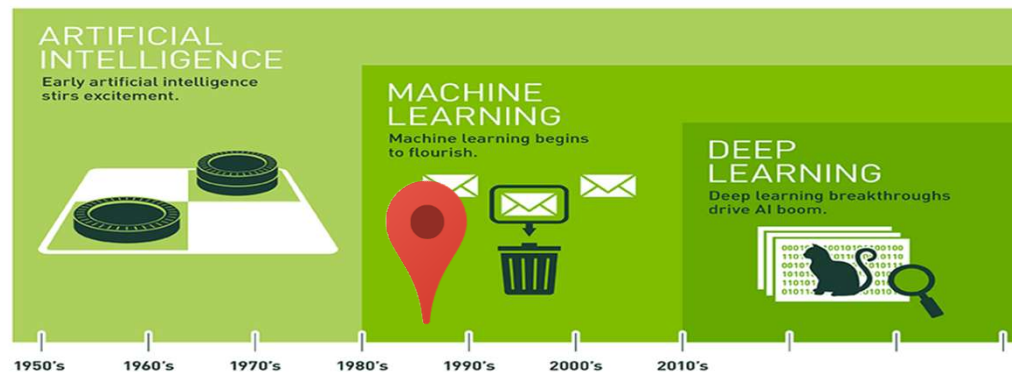 ARTIFICIAL
INTELLIGENCE
Early artificial intelligence
stirs excitement.
MACHINE
LEARNING
Machine learning begins
to flourish.
DEEP
LEARNING
Deep learning breakthroughs
drive AI boom.
1950's 1960's 1970's 1980's 1990's 2000's 2010's